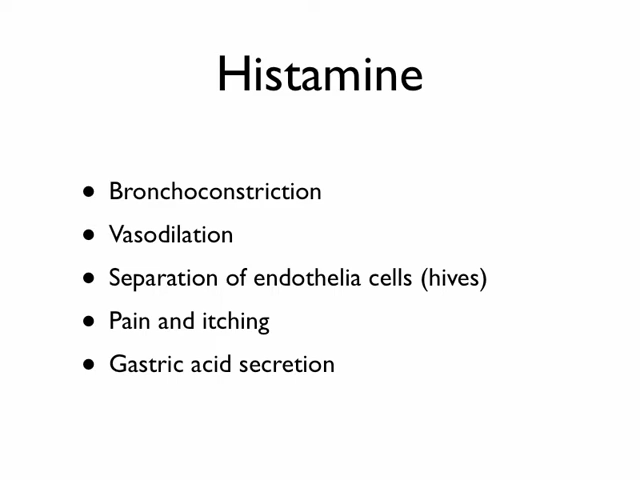 Histamine
• Bronchoconstriction
• Vasodilation
• Separation of endothelia cells (hives)
• Pain and itching
• Gastric acid secretion